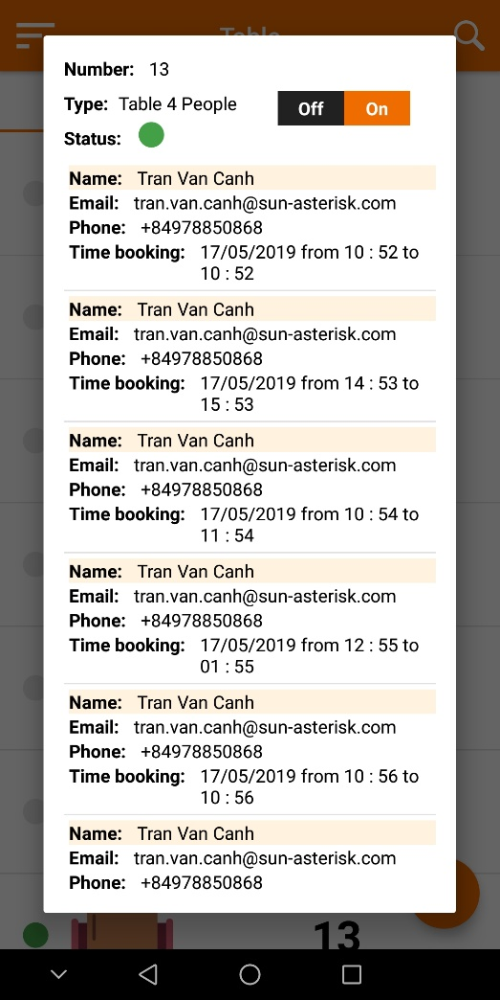 Table
Number: 13
Type: Table 4 People
Off On
Status:
Name: Tran Van Canh
Email: tran.van.canh@sun-asterisk.com
Phone: +84978850868
Time booking: 17/05/2019 from 10 : 52 to
10 : 52
Name: Tran Van Canh
Email: tran.van.canh@sun-asterisk.com
Phone: +84978850868
Time booking: 17/05/2019 from 14 : 53 to
15 : 53
Name: Tran Van Canh
Email: tran.van.canh@sun-asterisk.com
Phone: +84978850868
Time booking: 17/05/2019 from 10 : 54 to
11 : 54
Name: Tran Van Canh
Email: tran.van.canh@sun-asterisk.com
Phone: +84978850868
Time booking: 17/05/2019 from 12 : 55 to
01 : 55
Name: Tran Van Canh
Email: tran.van.canh@sun-asterisk.com
Phone: +84978850868
Time booking: 17/05/2019 from 10 : 56 to
10 : 56
Name: Tran Van Canh
Email: tran.van.canh@sun-asterisk.com
Phone: +84978850868
13